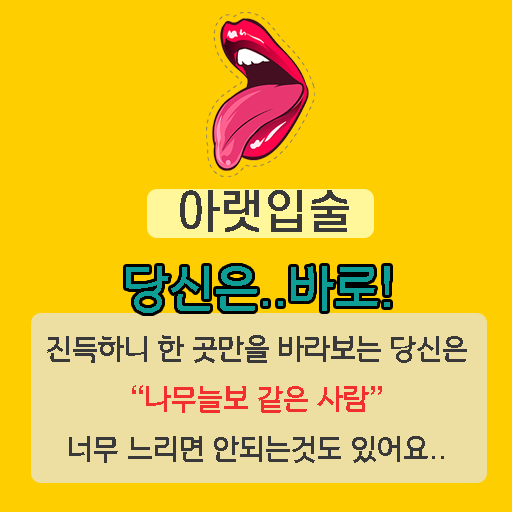 아랫입술
당신은..바로!
진득하니 한 곳만을 바라보는 당신은
“나무늘보 같은 사람”
너무 느리면 안되는것도 있어요..